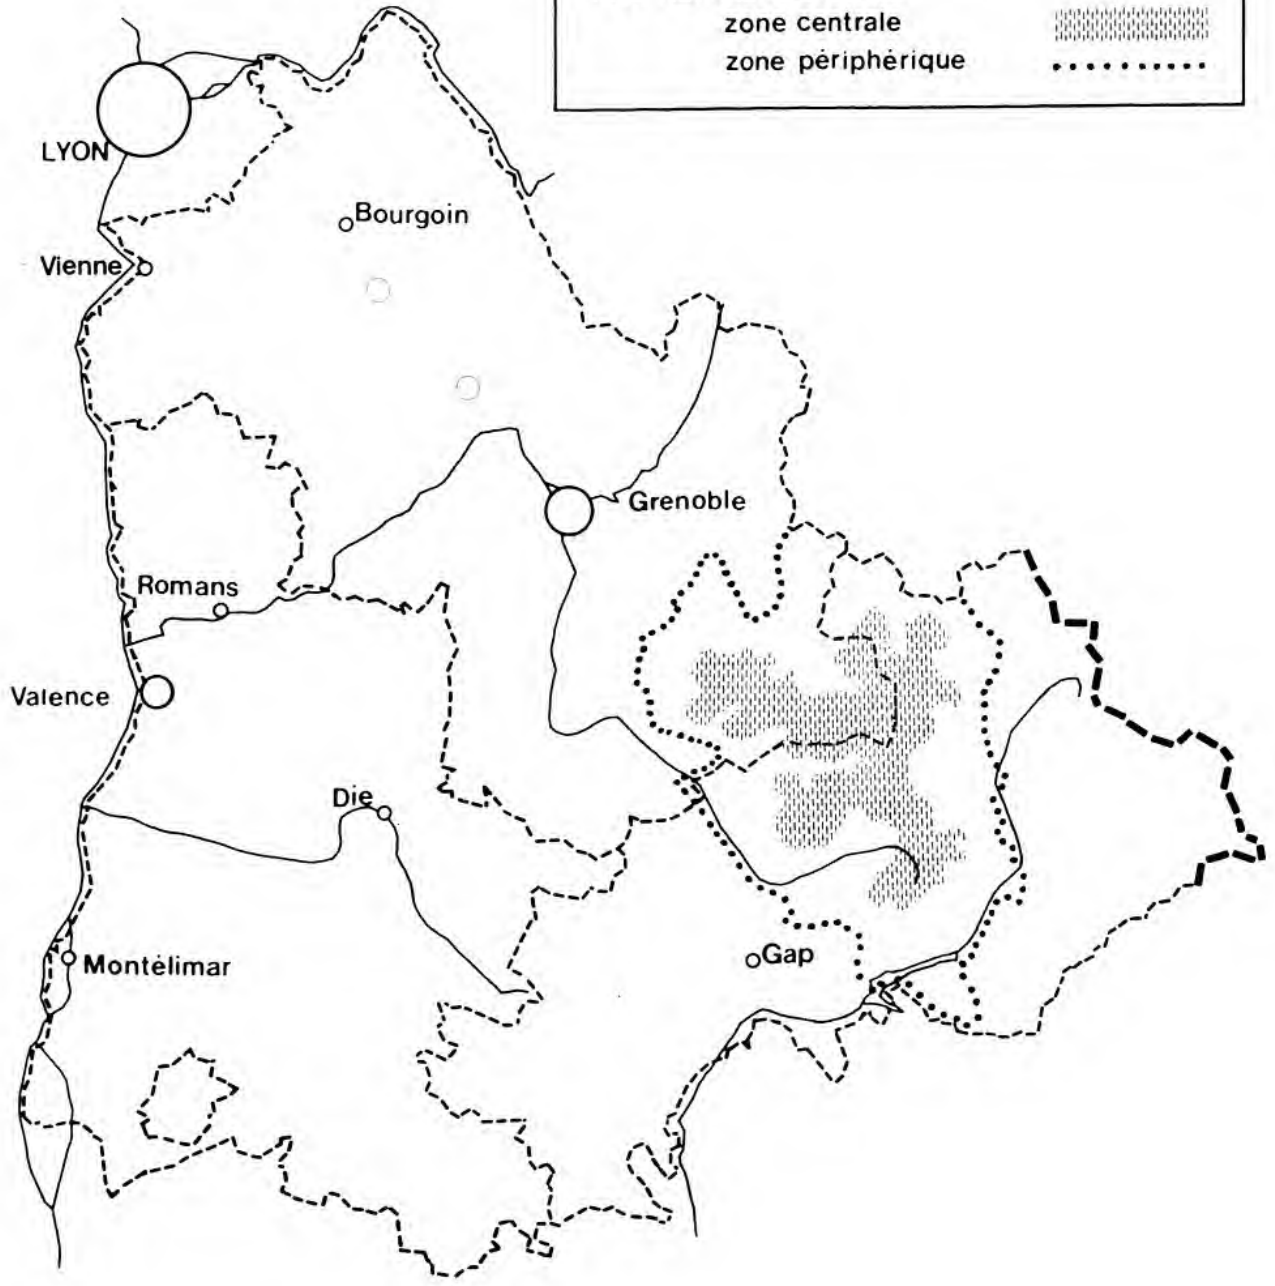 zone centrale
zone périphérique
LYON
Bourgoin
Vienne
Grenoble
Romans
Valence
Die
Gap
Montélimar